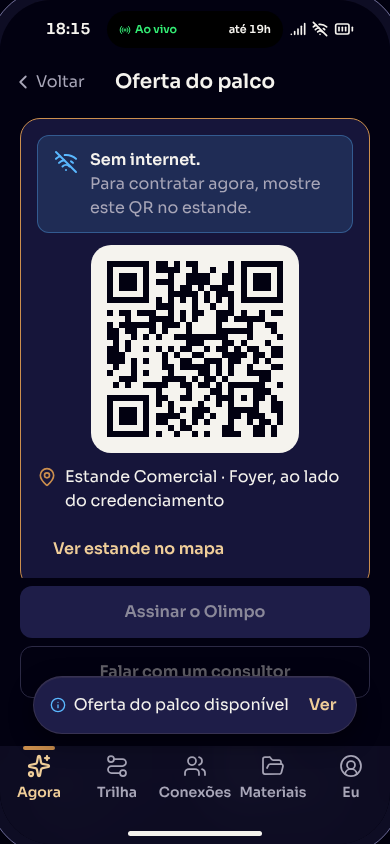 18:15
Ao vivo
até 19h
Voltar
Oferta do palco
Sem internet.
Para contratar agora, mostre
este QR no estande.
Estande Comercial · Foyer, ao lado
do credenciamento
Ver estande no mapa
Assinar o Olimpo
Falar com um consultor
Oferta do palco disponível
Ver
Agora
Trilha
Conexões
Materiais
Eu